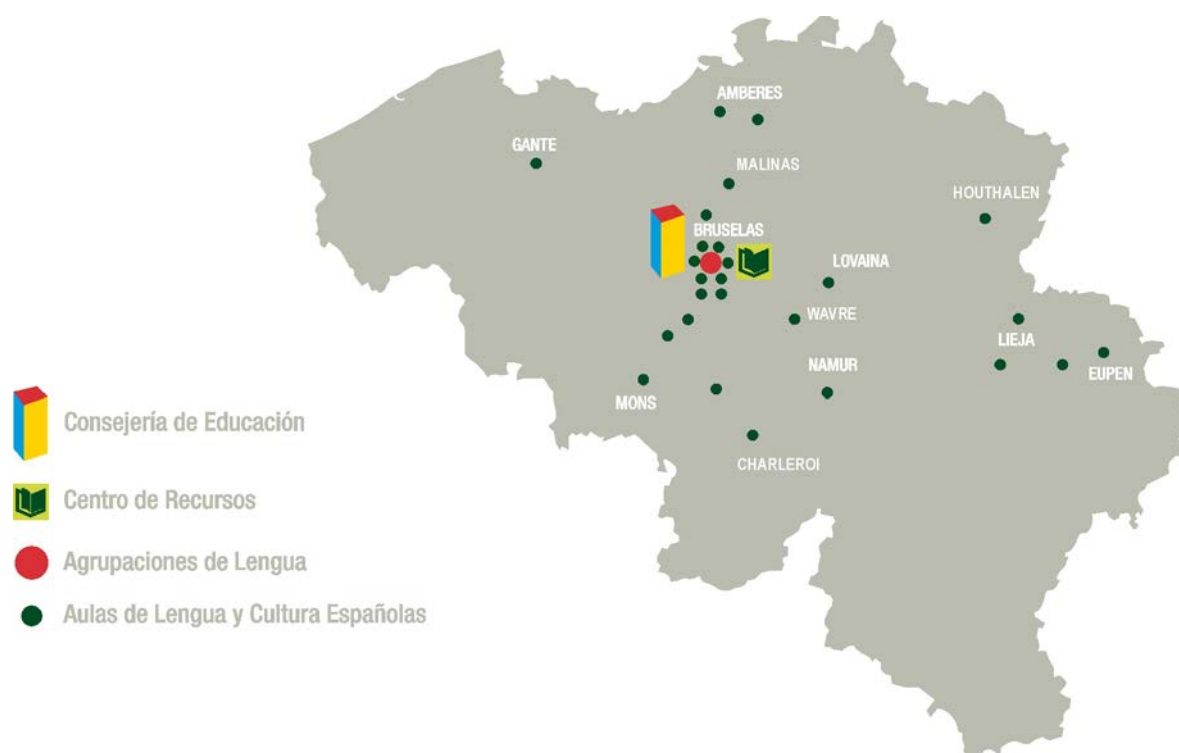 AMBERES
GANTE
MALINAS
HOUTHALEN
BRUSELAS
LOVAINA
WAVRE
LIEJA
NAMUR
EUPEN
MONS
CHARLEROI
Consejería de Educación
Centro de Recursos
Agrupaciones de Lengua
Aulas de Lengua y Cultura Españolas